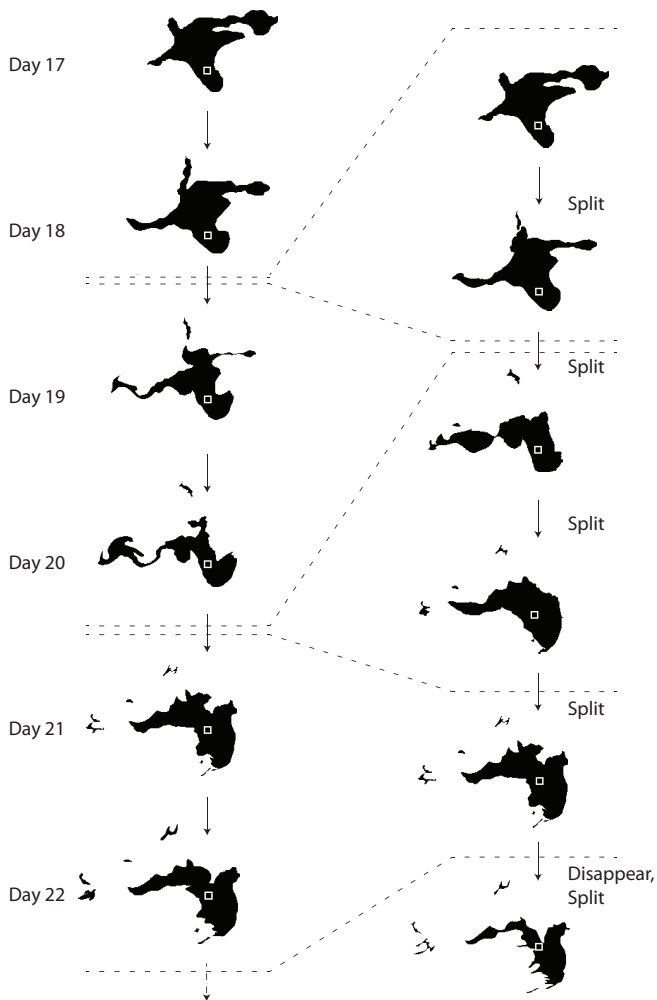 Day 17
Day 18
Split
Day 19
Split
Day 20
Split
Day 21
Split
Day 22
Disappear,
Split